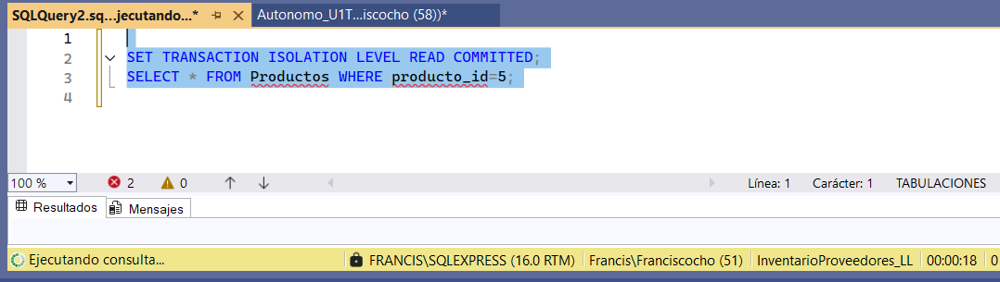 SQLQuery2.sq...jecutando...* Autonomo_U1T...iscocho (58))*
1
2 SET TRANSACTION ISOLATION LEVEL READ COMMITTED;
3 SELECT * FROM Productos WHERE producto_id=5;
4
100 % 2 0 Línea: 1 Carácter: 1 TABULACIONES
Resultados Mensajes
Ejecutando consulta... FRANCIS\SQLEXPRESS (16.0 RTM) Francis\Franciscocho (51) InventarioProveedores_LL 00:00:18 0